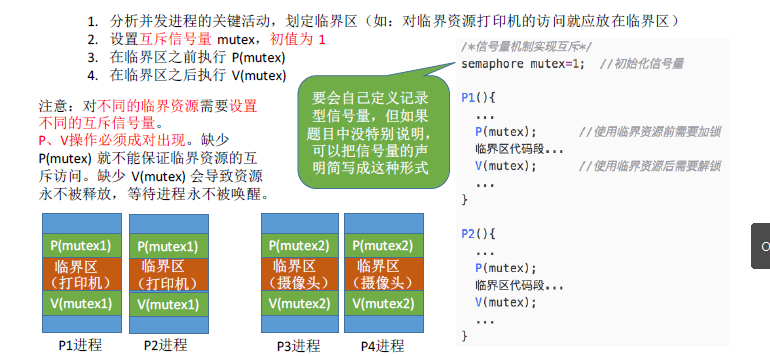 1. 分析并发进程的关键活动，划定临界区（如：对临界资源打印机的访问就应放在临界区）
2. 设置互斥信号量 mutex，初值为 1
3. 在临界区之前执行 P(mutex)
4. 在临界区之后执行 V(mutex)
注意：对不同的临界资源需要设置
不同的互斥信号量。
P、V操作必须成对出现。缺少
P(mutex) 就不能保证临界资源的互
斥访问。缺少 V(mutex) 会导致资源
永不被释放，等待进程永不被唤醒。
要会自己定义记录
型信号量，但如果
题目中没特别说明，
可以把信号量的声
明简写成这种形式
/*信号量机制实现互斥*/
semaphore mutex=1; //初始化信号量
P1(){
...
P(mutex); //使用临界资源前需要加锁
临界区代码段...
V(mutex); //使用临界资源后需要解锁
...
}
P2(){
...
P(mutex);
临界区代码段...
V(mutex);
...
}
P(mutex1)
临界区
（打印机）
V(mutex1)
P1进程
P(mutex1)
临界区
（打印机）
V(mutex1)
P2进程
P(mutex2)
临界区
（摄像头）
V(mutex2)
P3进程
P(mutex2)
临界区
（摄像头）
V(mutex2)
P4进程